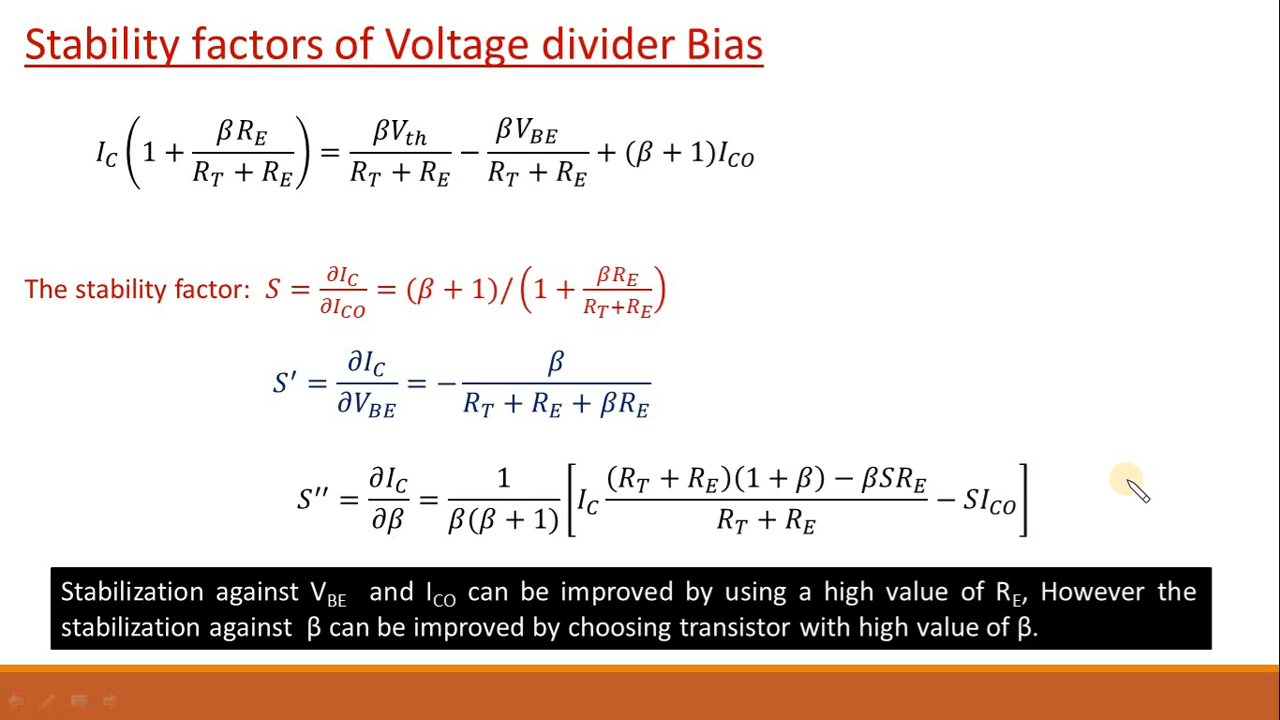 Stability factors of Voltage divider Bias
I_C (1 + βR_E / (R_T + R_E)) = βV_th / (R_T + R_E) − βV_BE / (R_T + R_E) + (β + 1)I_CO
The stability factor: S = ∂I_C / ∂I_CO = (β + 1)/(1 + βR_E / (R_T+R_E))
S′ = ∂I_C / ∂V_BE = − β / (R_T + R_E + βR_E)
S′′ = ∂I_C / ∂β = 1 / (β(β + 1)) [I_C ((R_T + R_E)(1 + β) − βSR_E) / (R_T + R_E) − SI_CO]
Stabilization against V_BE and I_CO can be improved by using a high value of R_E, However the
stabilization against β can be improved by choosing transistor with high value of β.